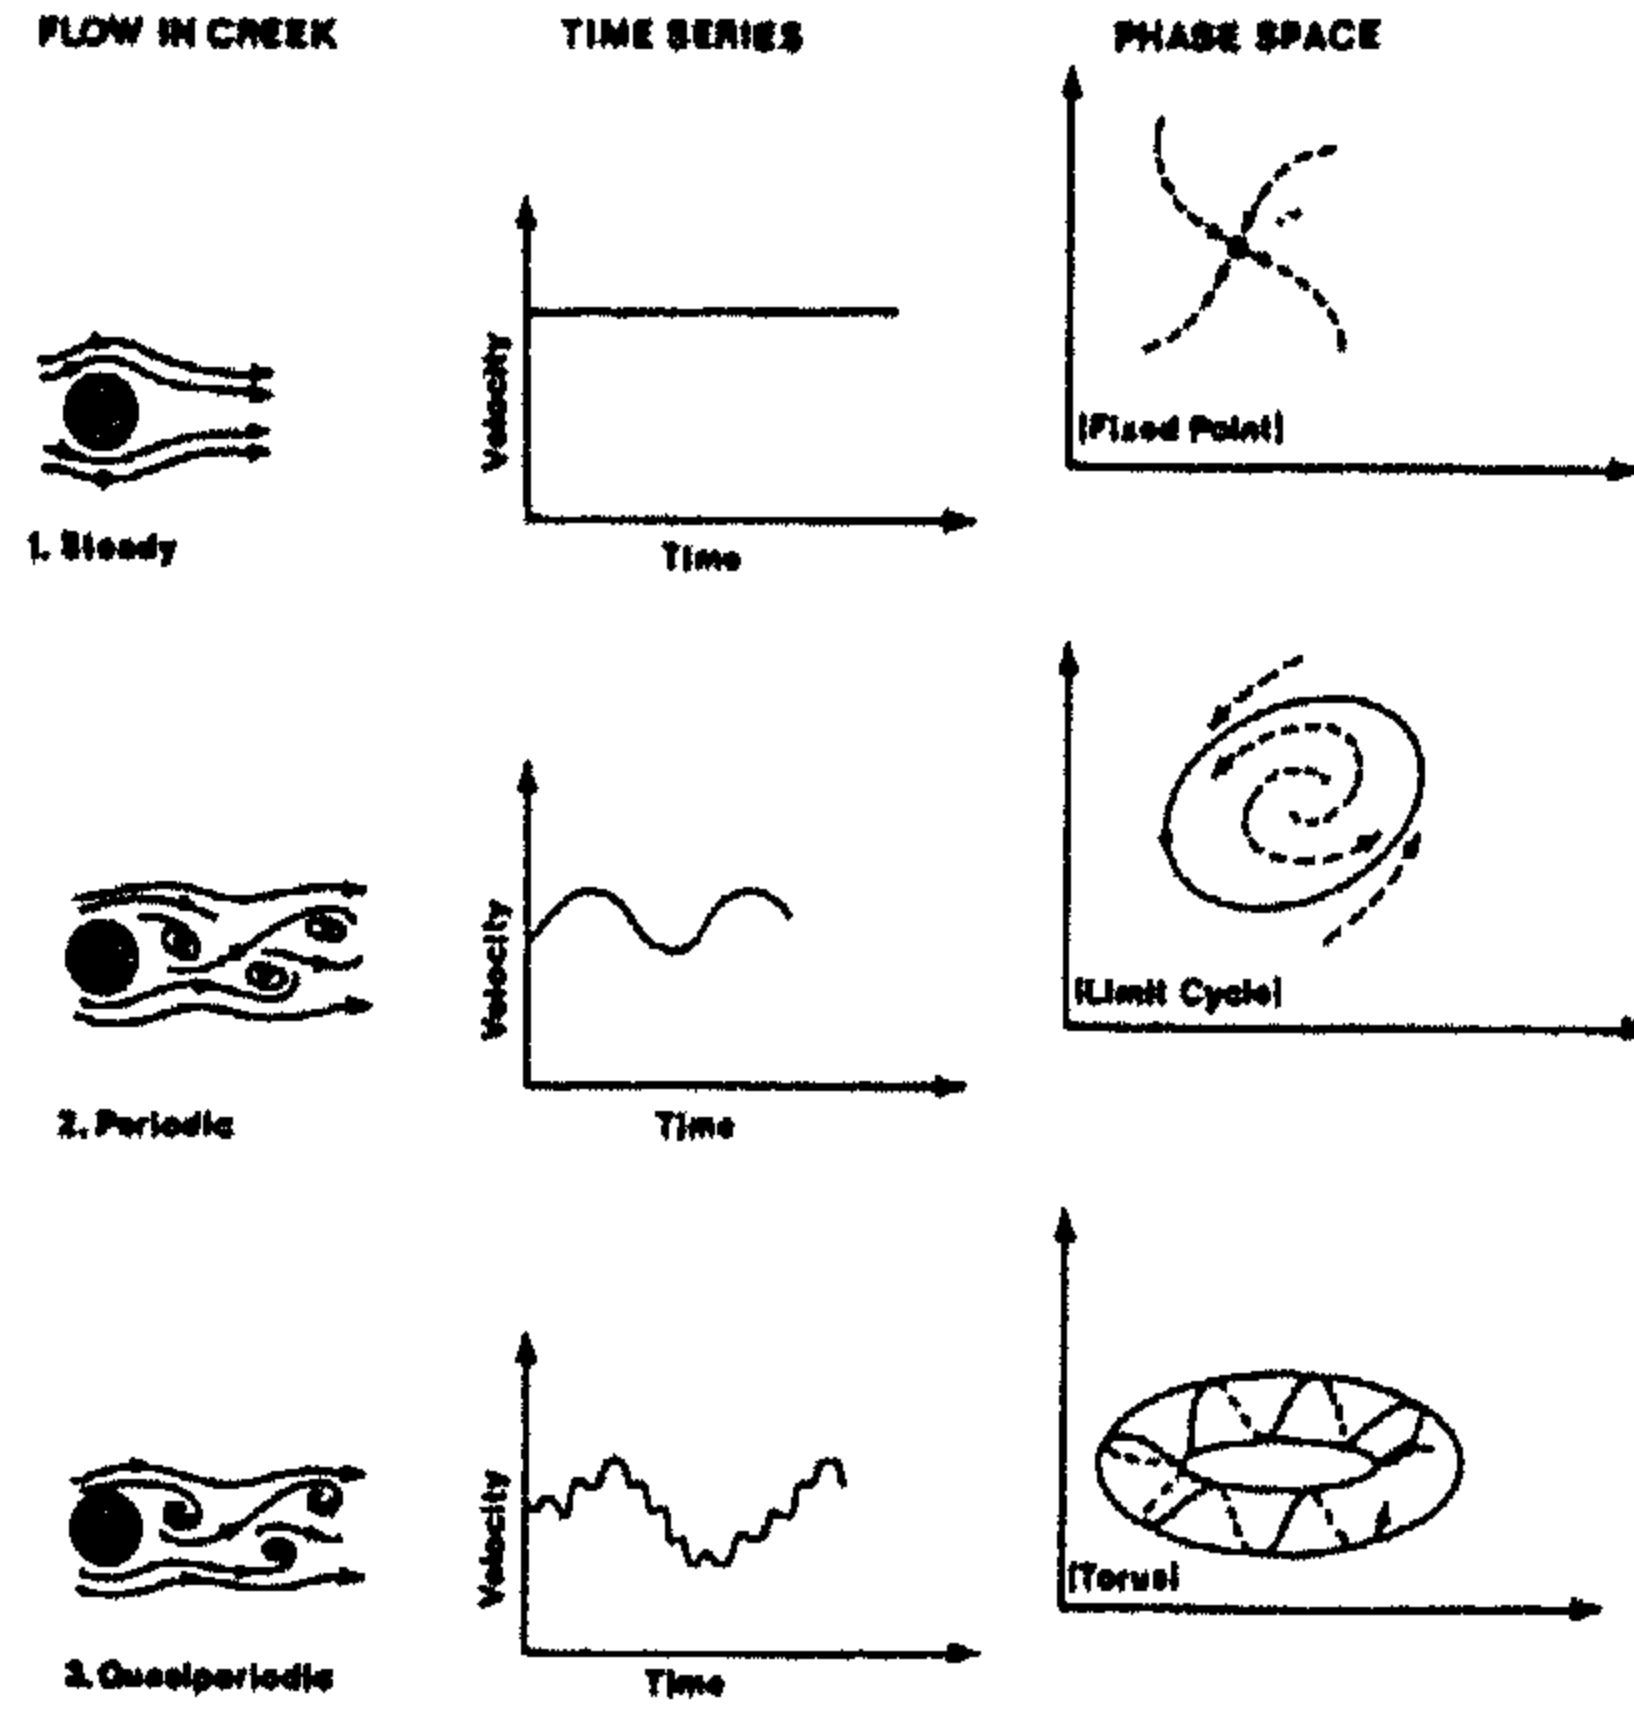 FLOW IN CREEK
TIME SERIES
PHASE SPACE
Velocity
Time
(Fixed Point)
1. Steady
Velocity
Time
(Limit Cycle)
2. Periodic
Velocity
Time
(Torus)
3. Quasiperiodic